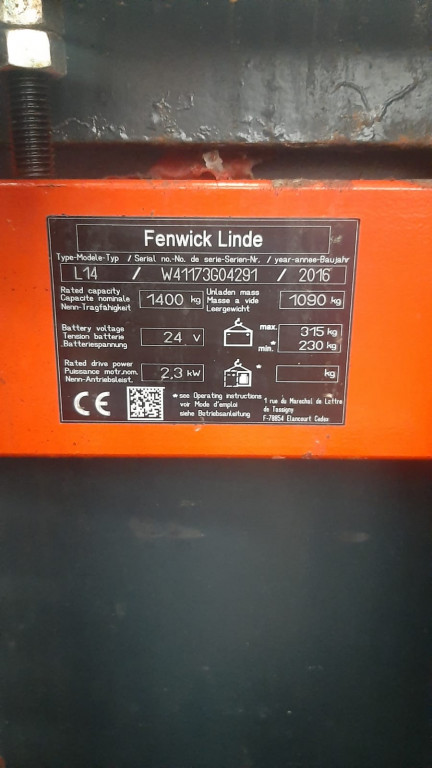 Fenwick Linde
Type-Modele-Typ / Serial no.-No. de serie-Serien-Nr. / year-annee-Baujahr
L14 / W41173G04291 / 2016
Rated capacity
Capacite nominale
Nenn-Tragfähigkeit
1400 kg
Unladen mass
Masse a vide
Leergewicht
1090 kg
Battery voltage
Tension batterie
Batteriespannung
24 V
max. 315 kg
min.* 230 kg
Rated drive power
Puissance motr.nom.
Nenn-Antriebsleist.
2,3 kW
* kg
CE
*see Operating instructions
voir Mode d'emploi
siehe Betriebsanleitung
1 rue du Marechal de Lattre
de Tassigny
F-78854 Elancourt Cedex